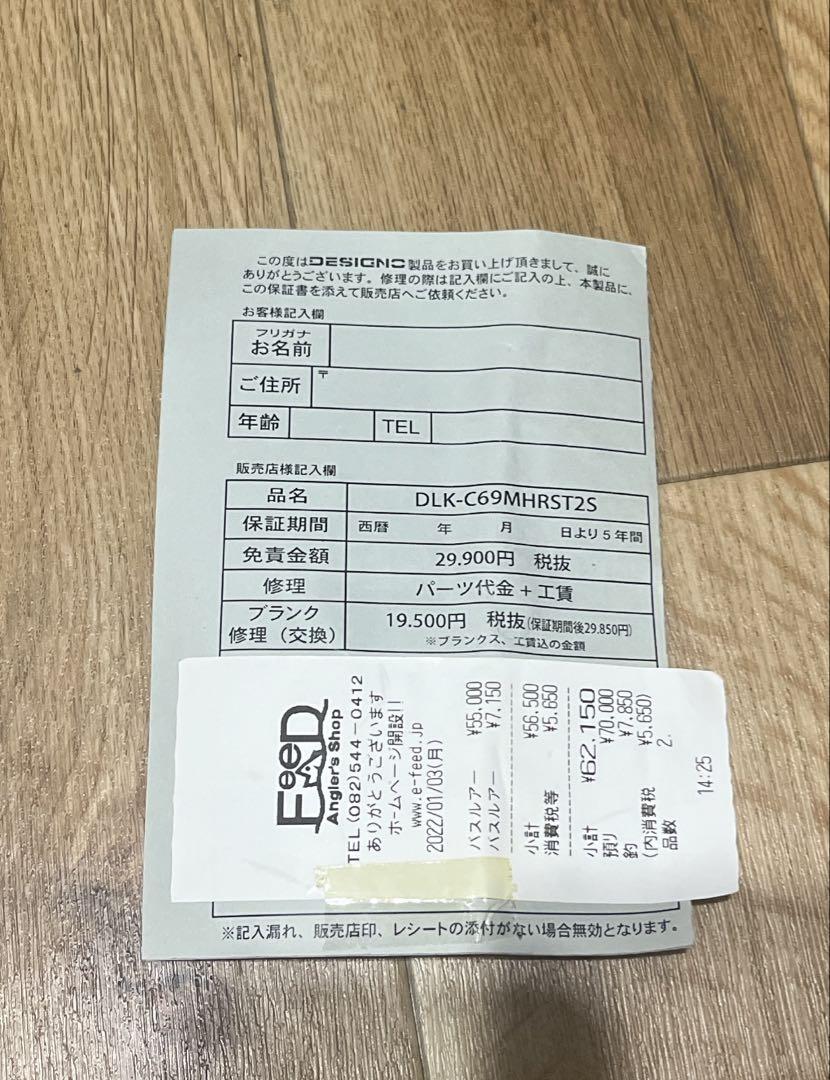 この度はDESIGNO製品をお買い上げ頂きまして、誠に
ありがとうございます。修理の際は記入欄にご記入の上、本製品に、
この保証書を添えて販売店へご依頼ください。
お客様記入欄
フリガナ
お名前
ご住所 〒
年齢 TEL
販売店様記入欄
品名 DLK-C69MHRST2S
保証期間 西暦 年 月 日より5年間
免責金額 29.900円 税抜
修理 パーツ代金+工賃
ブランク
修理(交換) 19.500円 税抜(保証期間後29.850円)
※ブランクス、工賃込の金額
FeeD
Angler's Shop
TEL(082)544-0412
ありがとうございます
ホームページ開設!!
www.e-feed.jp
2022/01/03(月)
バスルアー ¥55,000
バスルアー ¥7,150
小計 ¥56,500
消費税等 ¥5,650
小計 ¥62,150
預り ¥70,000
釣 ¥7,850
(内消費税 ¥5,650)
品数 2.
14:25
※記入漏れ、販売店印、レシートの添付がない場合無効となります。